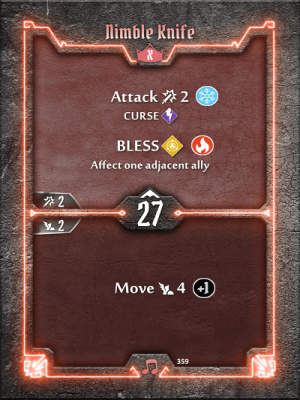 Nimble Knife
X
Attack 2
CURSE
BLESS
Affect one adjacent ally
2
27
2
Move 4 +1
359